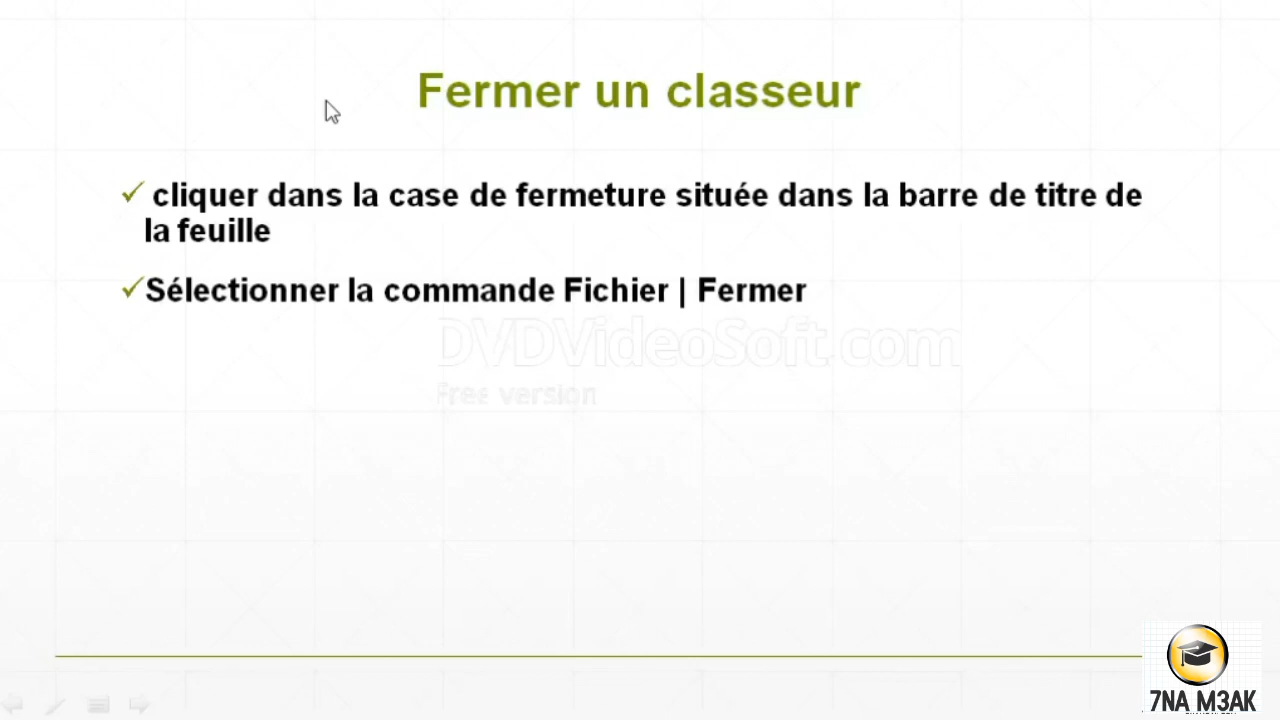 Fermer un classeur
✓ cliquer dans la case de fermeture située dans la barre de titre de
la feuille
✓Sélectionner la commande Fichier | Fermer
DVDVideoSoft.com
Free version
7NA M3AK